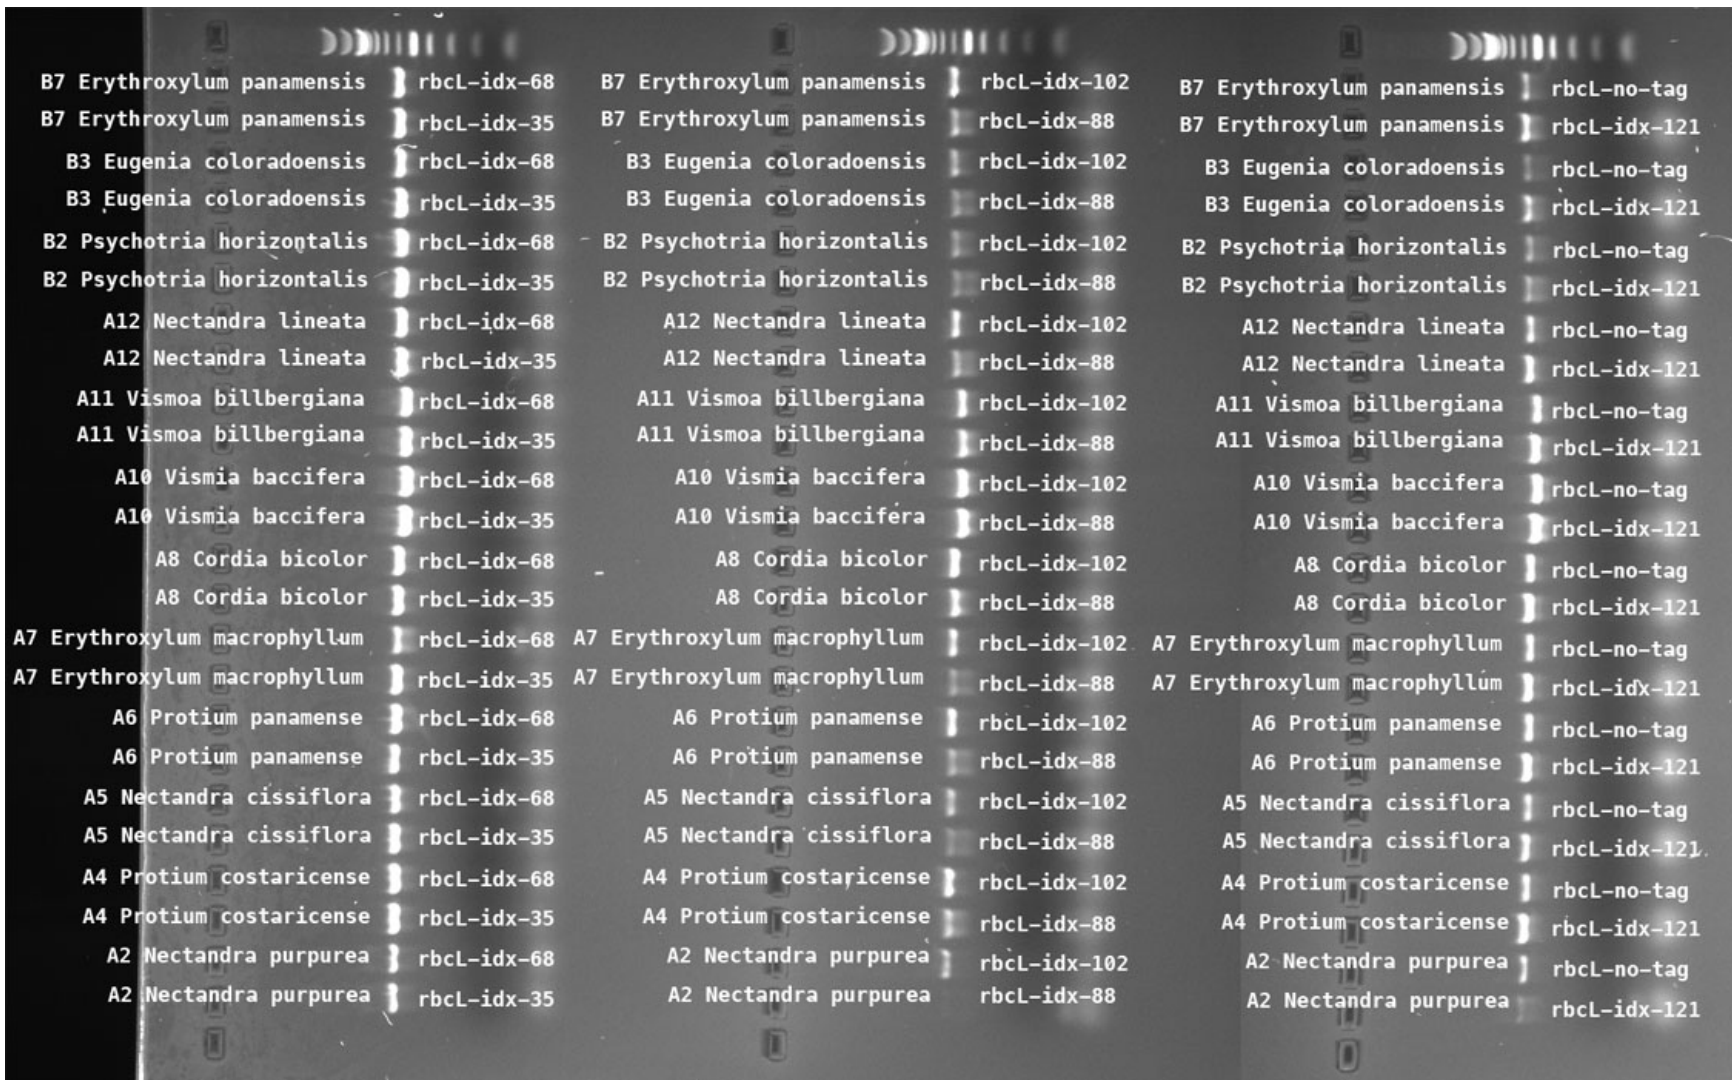 B7 Erythroxylum panamensis rbcL-idx-68 B7 Erythroxylum panamensis rbcL-idx-102 B7 Erythroxylum panamensis rbcL-no-tag
B7 Erythroxylum panamensis rbcL-idx-35 B7 Erythroxylum panamensis rbcL-idx-88 B7 Erythroxylum panamensis rbcL-idx-121
B3 Eugenia coloradoensis rbcL-idx-68 B3 Eugenia coloradoensis rbcL-idx-102 B3 Eugenia coloradoensis rbcL-no-tag
B3 Eugenia coloradoensis rbcL-idx-35 B3 Eugenia coloradoensis rbcL-idx-88 B3 Eugenia coloradoensis rbcL-idx-121
B2 Psychotria horizontalis rbcL-idx-68 B2 Psychotria horizontalis rbcL-idx-102 B2 Psychotria horizontalis rbcL-no-tag
B2 Psychotria horizontalis rbcL-idx-35 B2 Psychotria horizontalis rbcL-idx-88 B2 Psychotria horizontalis rbcL-idx-121
A12 Nectandra lineata rbcL-idx-68 A12 Nectandra lineata rbcL-idx-102 A12 Nectandra lineata rbcL-no-tag
A12 Nectandra lineata rbcL-idx-35 A12 Nectandra lineata rbcL-idx-88 A12 Nectandra lineata rbcL-idx-121
A11 Vismoa billbergiana rbcL-idx-68 A11 Vismoa billbergiana rbcL-idx-102 A11 Vismoa billbergiana rbcL-no-tag
A11 Vismoa billbergiana rbcL-idx-35 A11 Vismoa billbergiana rbcL-idx-88 A11 Vismoa billbergiana rbcL-idx-121
A10 Vismia baccifera rbcL-idx-68 A10 Vismia baccifera rbcL-idx-102 A10 Vismia baccifera rbcL-no-tag
A10 Vismia baccifera rbcL-idx-35 A10 Vismia baccifera rbcL-idx-88 A10 Vismia baccifera rbcL-idx-121
A8 Cordia bicolor rbcL-idx-68 A8 Cordia bicolor rbcL-idx-102 A8 Cordia bicolor rbcL-no-tag
A8 Cordia bicolor rbcL-idx-35 A8 Cordia bicolor rbcL-idx-88 A8 Cordia bicolor rbcL-idx-121
A7 Erythroxylum macrophyllum rbcL-idx-68 A7 Erythroxylum macrophyllum rbcL-idx-102 A7 Erythroxylum macrophyllum rbcL-no-tag
A7 Erythroxylum macrophyllum rbcL-idx-35 A7 Erythroxylum macrophyllum rbcL-idx-88 A7 Erythroxylum macrophyllum rbcL-idx-121
A6 Protium panamense rbcL-idx-68 A6 Protium panamense rbcL-idx-102 A6 Protium panamense rbcL-no-tag
A6 Protium panamense rbcL-idx-35 A6 Protium panamense rbcL-idx-88 A6 Protium panamense rbcL-idx-121
A5 Nectandra cissiflora rbcL-idx-68 A5 Nectandra cissiflora rbcL-idx-102 A5 Nectandra cissiflora rbcL-no-tag
A5 Nectandra cissiflora rbcL-idx-35 A5 Nectandra cissiflora rbcL-idx-88 A5 Nectandra cissiflora rbcL-idx-121
A4 Protium costaricense rbcL-idx-68 A4 Protium costaricense rbcL-idx-102 A4 Protium costaricense rbcL-no-tag
A4 Protium costaricense rbcL-idx-35 A4 Protium costaricense rbcL-idx-88 A4 Protium costaricense rbcL-idx-121
A2 Nectandra purpurea rbcL-idx-68 A2 Nectandra purpurea rbcL-idx-102 A2 Nectandra purpurea rbcL-no-tag
A2 Nectandra purpurea rbcL-idx-35 A2 Nectandra purpurea rbcL-idx-88 A2 Nectandra purpurea rbcL-idx-121